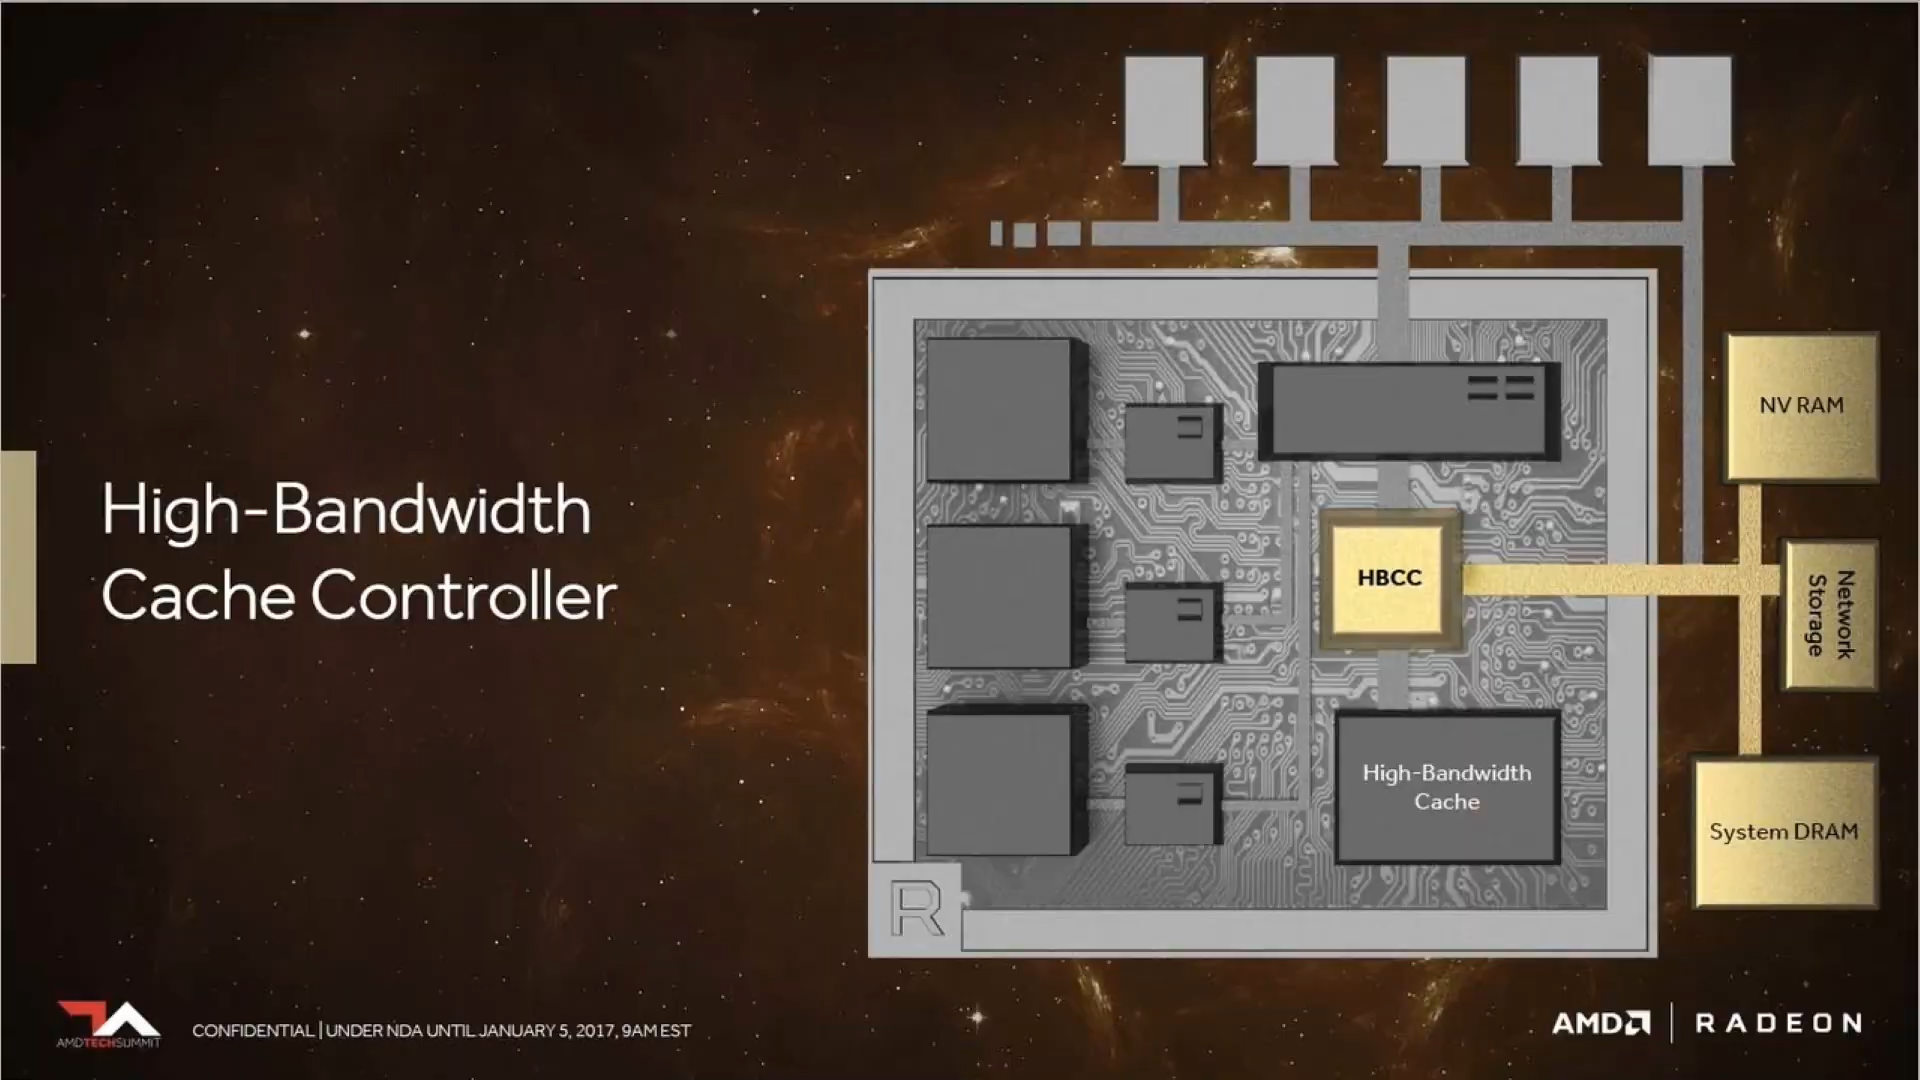 High-Bandwidth
Cache Controller
NV RAM
HBCC
Network
Storage
High-Bandwidth
Cache
System DRAM
R
AMDTECHSUMMIT
CONFIDENTIAL | UNDER NDA UNTIL JANUARY 5, 2017, 9AM EST
AMD | RADEON